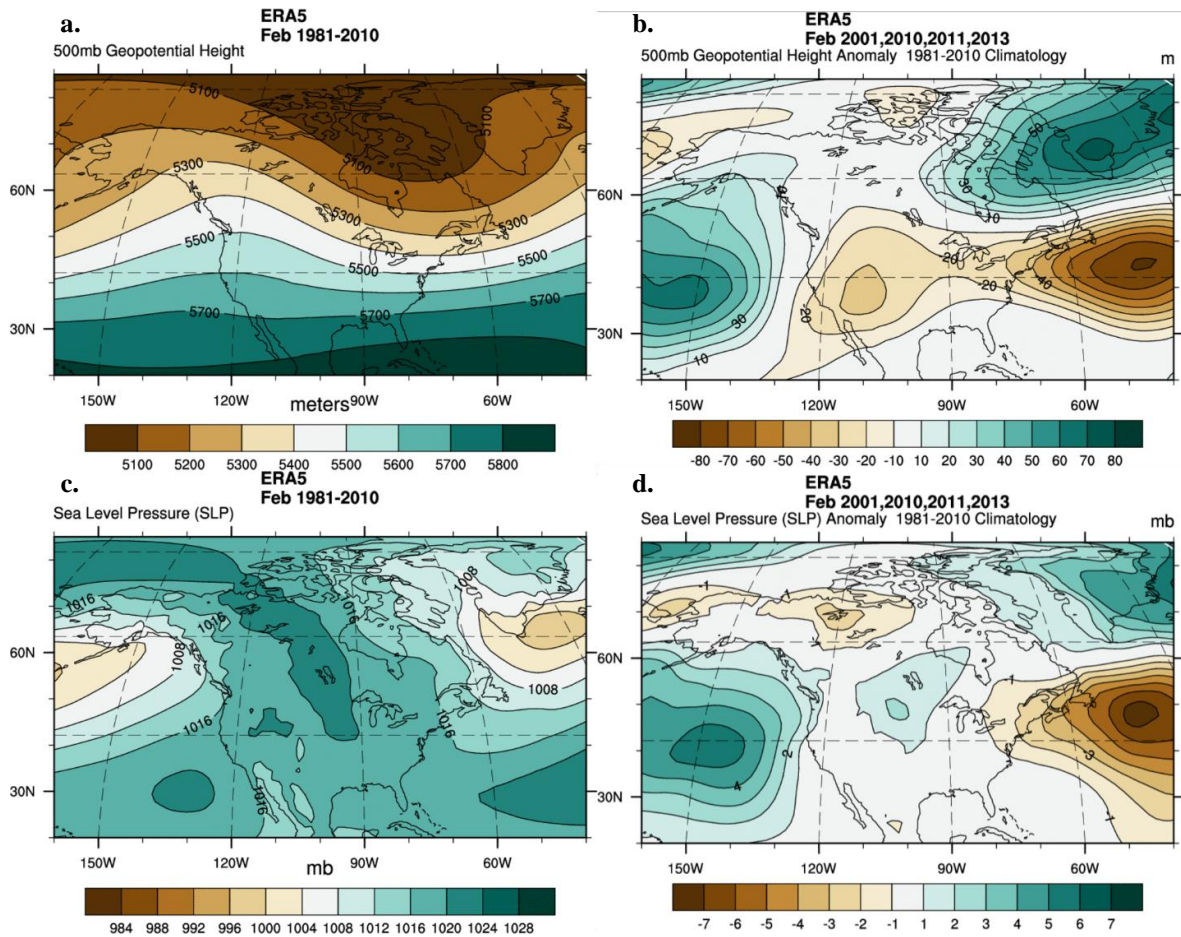 a.
ERA5
Feb 1981-2010
500mb Geopotential Height
5100
5100
5100
5300
5300
5300
5500
5500
5500
5700
5700
60N
30N
150W
120W
90W
60W
meters
5100 5200 5300 5400 5500 5600 5700 5800
b.
ERA5
Feb 2001,2010,2011,2013
500mb Geopotential Height Anomaly 1981-2010 Climatology
m
50
30
10
-20
-20
-40
-20
30
10
60N
30N
150W
120W
90W
60W
-80 -70 -60 -50 -40 -30 -20 -10 10 20 30 40 50 60 70 80
c.
ERA5
Feb 1981-2010
Sea Level Pressure (SLP)
1008
1016
1016
1016
1008
1008
1016
1016
1016
60N
30N
150W
120W
90W
60W
mb
984 988 992 996 1000 1004 1008 1012 1016 1020 1024 1028
d.
ERA5
Feb 2001,2010,2011,2013
Sea Level Pressure (SLP) Anomaly 1981-2010 Climatology
mb
-1
-1
-1
-3
2
4
-1
60N
30N
150W
120W
90W
60W
-7 -6 -5 -4 -3 -2 -1 1 2 3 4 5 6 7